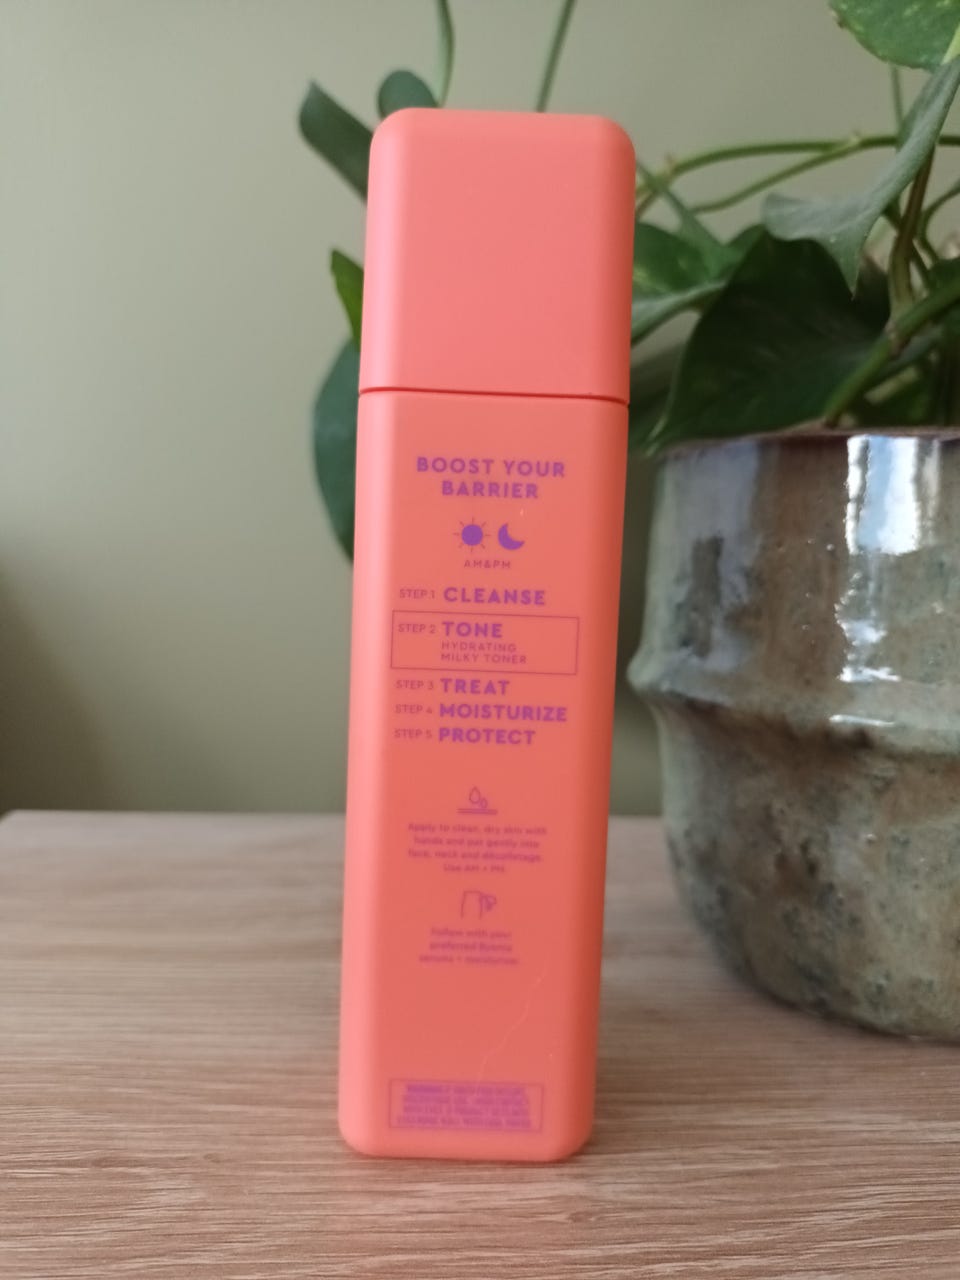 BOOST YOUR
BARRIER
AM&PM
STEP 1 CLEANSE
STEP 2 TONE
HYDRATING
MILKY TONER
STEP 3 TREAT
STEP 4 MOISTURIZE
STEP 5 PROTECT
Apply to clean, dry skin with
hands and pat gently into
face, neck and décolletage.
Use AM + PM.
Follow with your
preferred
serums + moisturiser.